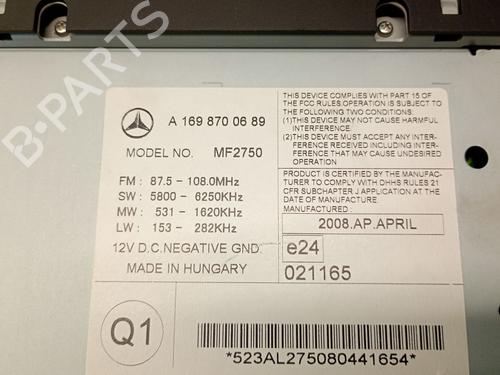 B-PARTS
A 169 870 06 89
MODEL NO. MF2750
FM : 87.5 - 108.0MHz
SW : 5800 - 6250KHz
MW : 531 - 1620KHz
LW : 153 - 282KHz
12V D.C. NEGATIVE GND.
MADE IN HUNGARY
THIS DEVICE COMPLIES WITH PART 15 OF
THE FCC RULES.OPERATION IS SUBJECT TO
THE FOLLOWING TWO CONDITIONS:
(1)THIS DEVICE MAY NOT CAUSE HARMFUL
INTERFERENCE.
(2)THIS DEVICE MUST ACCEPT ANY INTER-
FERENCE RECEIVED INCLUDING INTER-
FERENCE THAT MAY CAUSE UNDESIRED
OPERATION.
PRODUCT IS CERTIFIED BY THE MANUFAC-
TURER TO COMPLY WITH DHHS RULES 21
CFR SUBCHAPTER J APPLICABLE AT DATE
OF MANUFACTURE.
MANUFACTURED :
2008.AP.APRIL
e24
021165
Q1
*523AL275080441654*